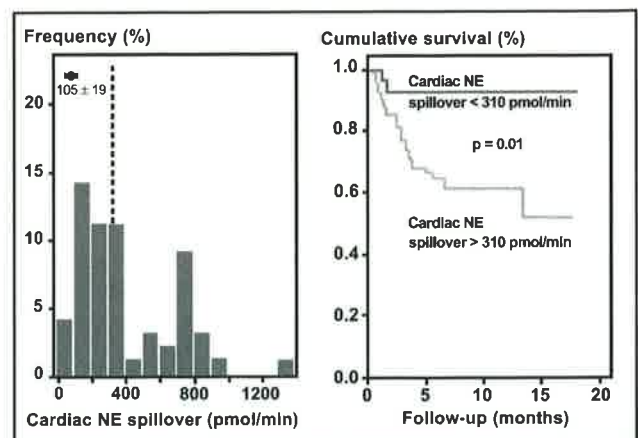 Frequency (%)
20
15
10
5
0
105 ± 19
0 400 800 1200
Cardiac NE spillover (pmol/min)
Cumulative survival (%)
1.0
0.8
0.6
0.4
0.2
0.0
Cardiac NE
spillover < 310 pmol/min
p = 0.01
Cardiac NE
spillover > 310 pmol/min
0 5 10 15 20
Follow-up (months)